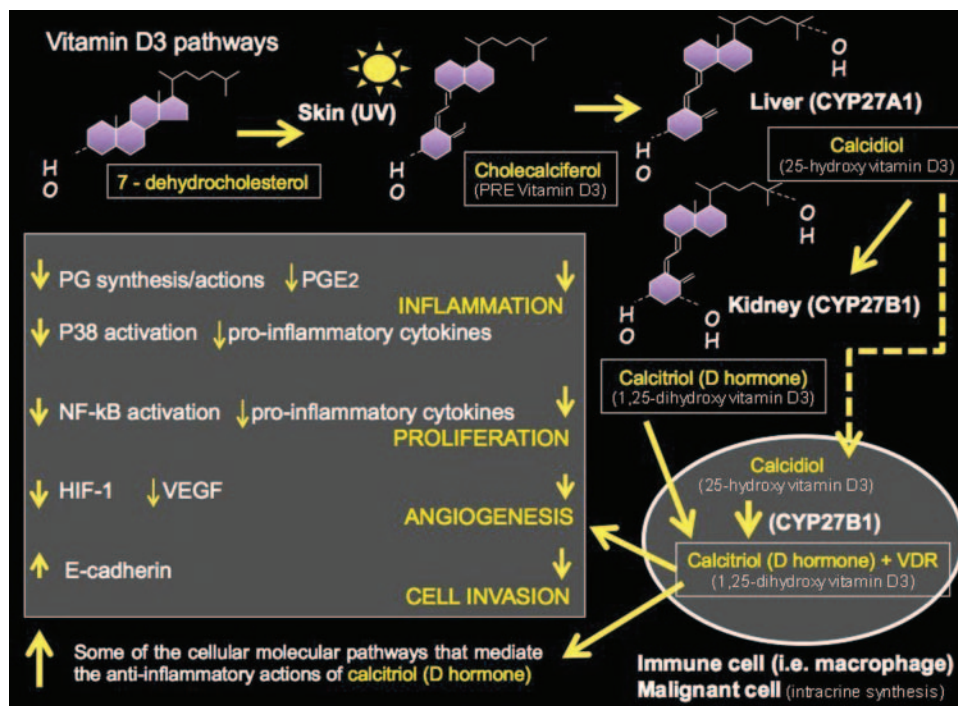 Vitamin D3 pathways
Skin (UV)
H
O
7 - dehydrocholesterol
H
O
Cholecalciferol
(PRE Vitamin D3)
O
H
Liver (CYP27A1)
H
O
Calcidiol
(25-hydroxy vitamin D3)
O
H
Kidney (CYP27B1)
H
O
O
H
Calcitriol (D hormone)
(1,25-dihydroxy vitamin D3)
↓ PG synthesis/actions ↓ PGE2 ↓
INFLAMMATION
↓ P38 activation ↓ pro-inflammatory cytokines
↓ NF-kB activation ↓ pro-inflammatory cytokines ↓
PROLIFERATION
↓ HIF-1 ↓ VEGF ↓
ANGIOGENESIS
↑ E-cadherin ↓
CELL INVASION
Calcidiol
(25-hydroxy vitamin D3)
(CYP27B1)
Calcitriol (D hormone) + VDR
(1,25-dihydroxy vitamin D3)
Some of the cellular molecular pathways that mediate
the anti-inflammatory actions of calcitriol (D hormone)
Immune cell (i.e. macrophage)
Malignant cell (intracrine synthesis)